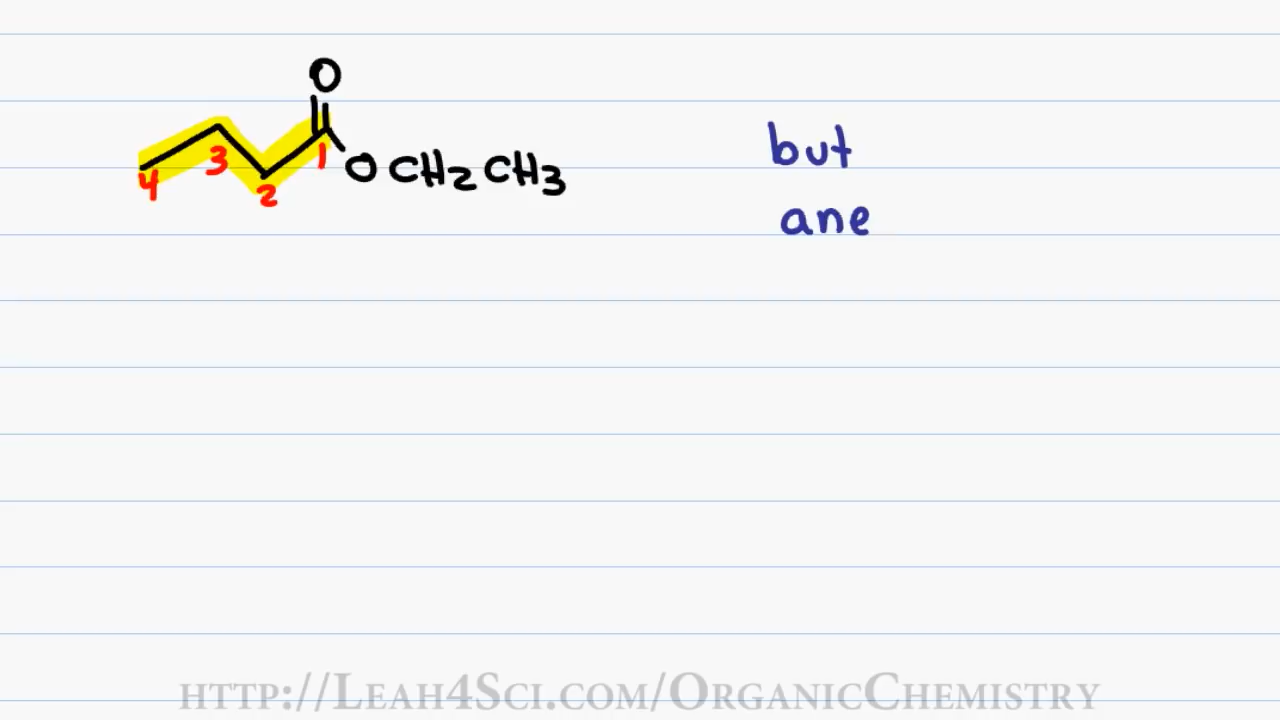 O
OCH2CH3
4 3 2 1
but
ane
HTTP://LEAH4SCI.COM/ORGANICCHEMISTRY